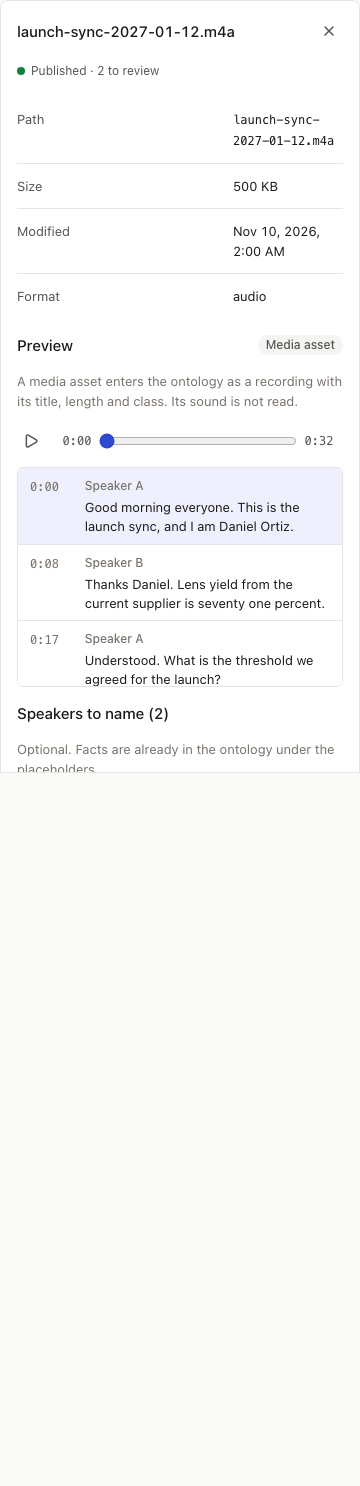 launch-sync-2027-01-12.m4a
Published · 2 to review
Path
launch-sync-
2027-01-12.m4a
Size
500 KB
Modified
Nov 10, 2026,
2:00 AM
Format
audio
Preview
Media asset
A media asset enters the ontology as a recording with
its title, length and class. Its sound is not read.
0:00
0:32
0:00
Speaker A
Good morning everyone. This is the
launch sync, and I am Daniel Ortiz.
0:08
Speaker B
Thanks Daniel. Lens yield from the
current supplier is seventy one percent.
0:17
Speaker A
Understood. What is the threshold we
agreed for the launch?
Speakers to name (2)
Optional. Facts are already in the ontology under the
placeholders